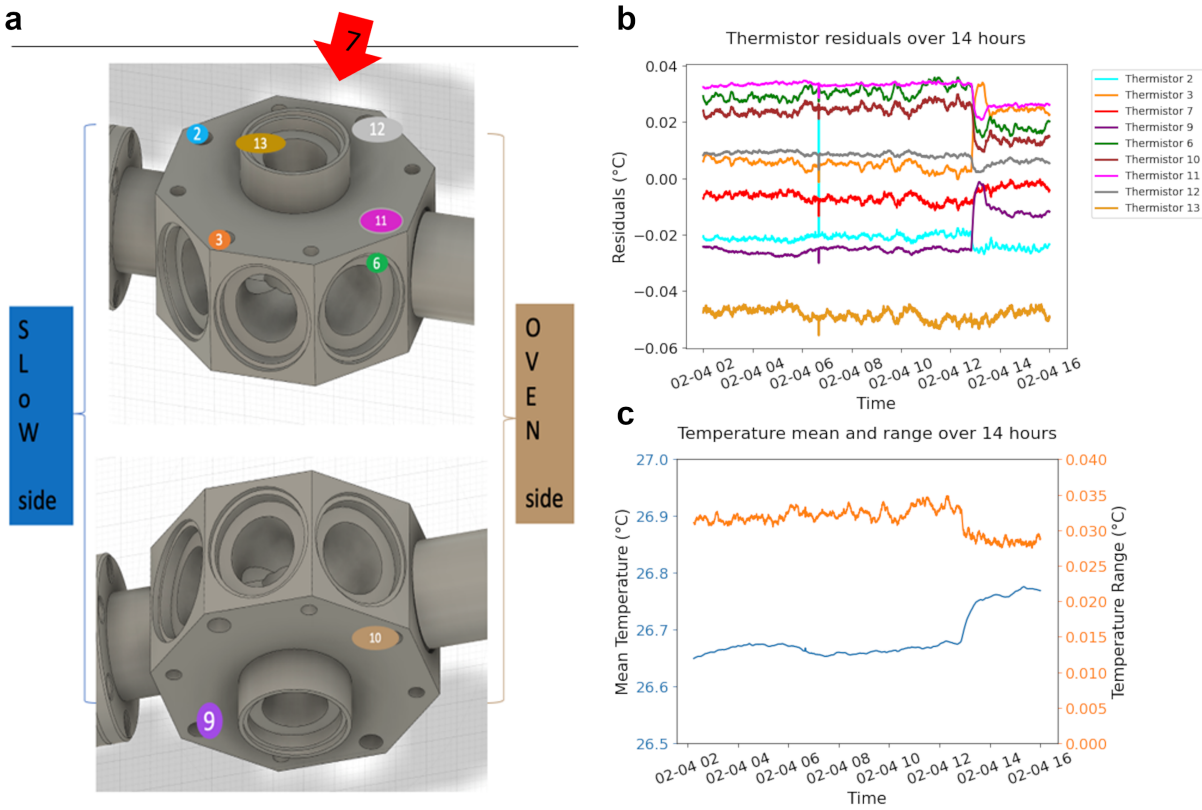 a
7
2
13
12
11
3
6
S
L
o
W
side
O
V
E
N
side
10
9
b
Thermistor residuals over 14 hours
0.04
0.02
0.00
−0.02
−0.04
−0.06
Residuals (°C)
02-04 02
02-04 04
02-04 06
02-04 08
02-04 10
02-04 12
02-04 14
02-04 16
Time
Thermistor 2
Thermistor 3
Thermistor 7
Thermistor 9
Thermistor 6
Thermistor 10
Thermistor 11
Thermistor 12
Thermistor 13
c
Temperature mean and range over 14 hours
27.0
26.9
26.8
26.7
26.6
26.5
Mean Temperature (°C)
0.040
0.035
0.030
0.025
0.020
0.015
0.010
0.005
0.000
Temperature Range (°C)
02-04 02
02-04 04
02-04 06
02-04 08
02-04 10
02-04 12
02-04 14
02-04 16
Time